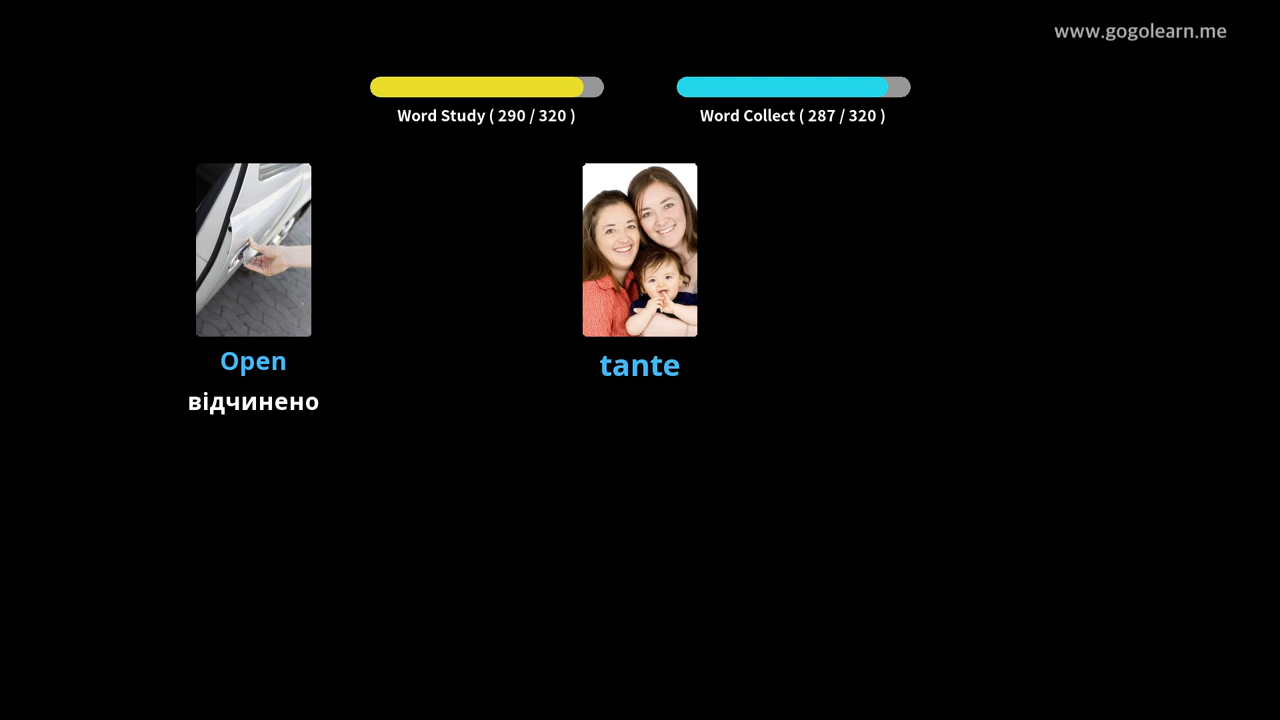 www.gogolearn.me
Word Study ( 290 / 320 )
Word Collect ( 287 / 320 )
Open
відчинено
tante